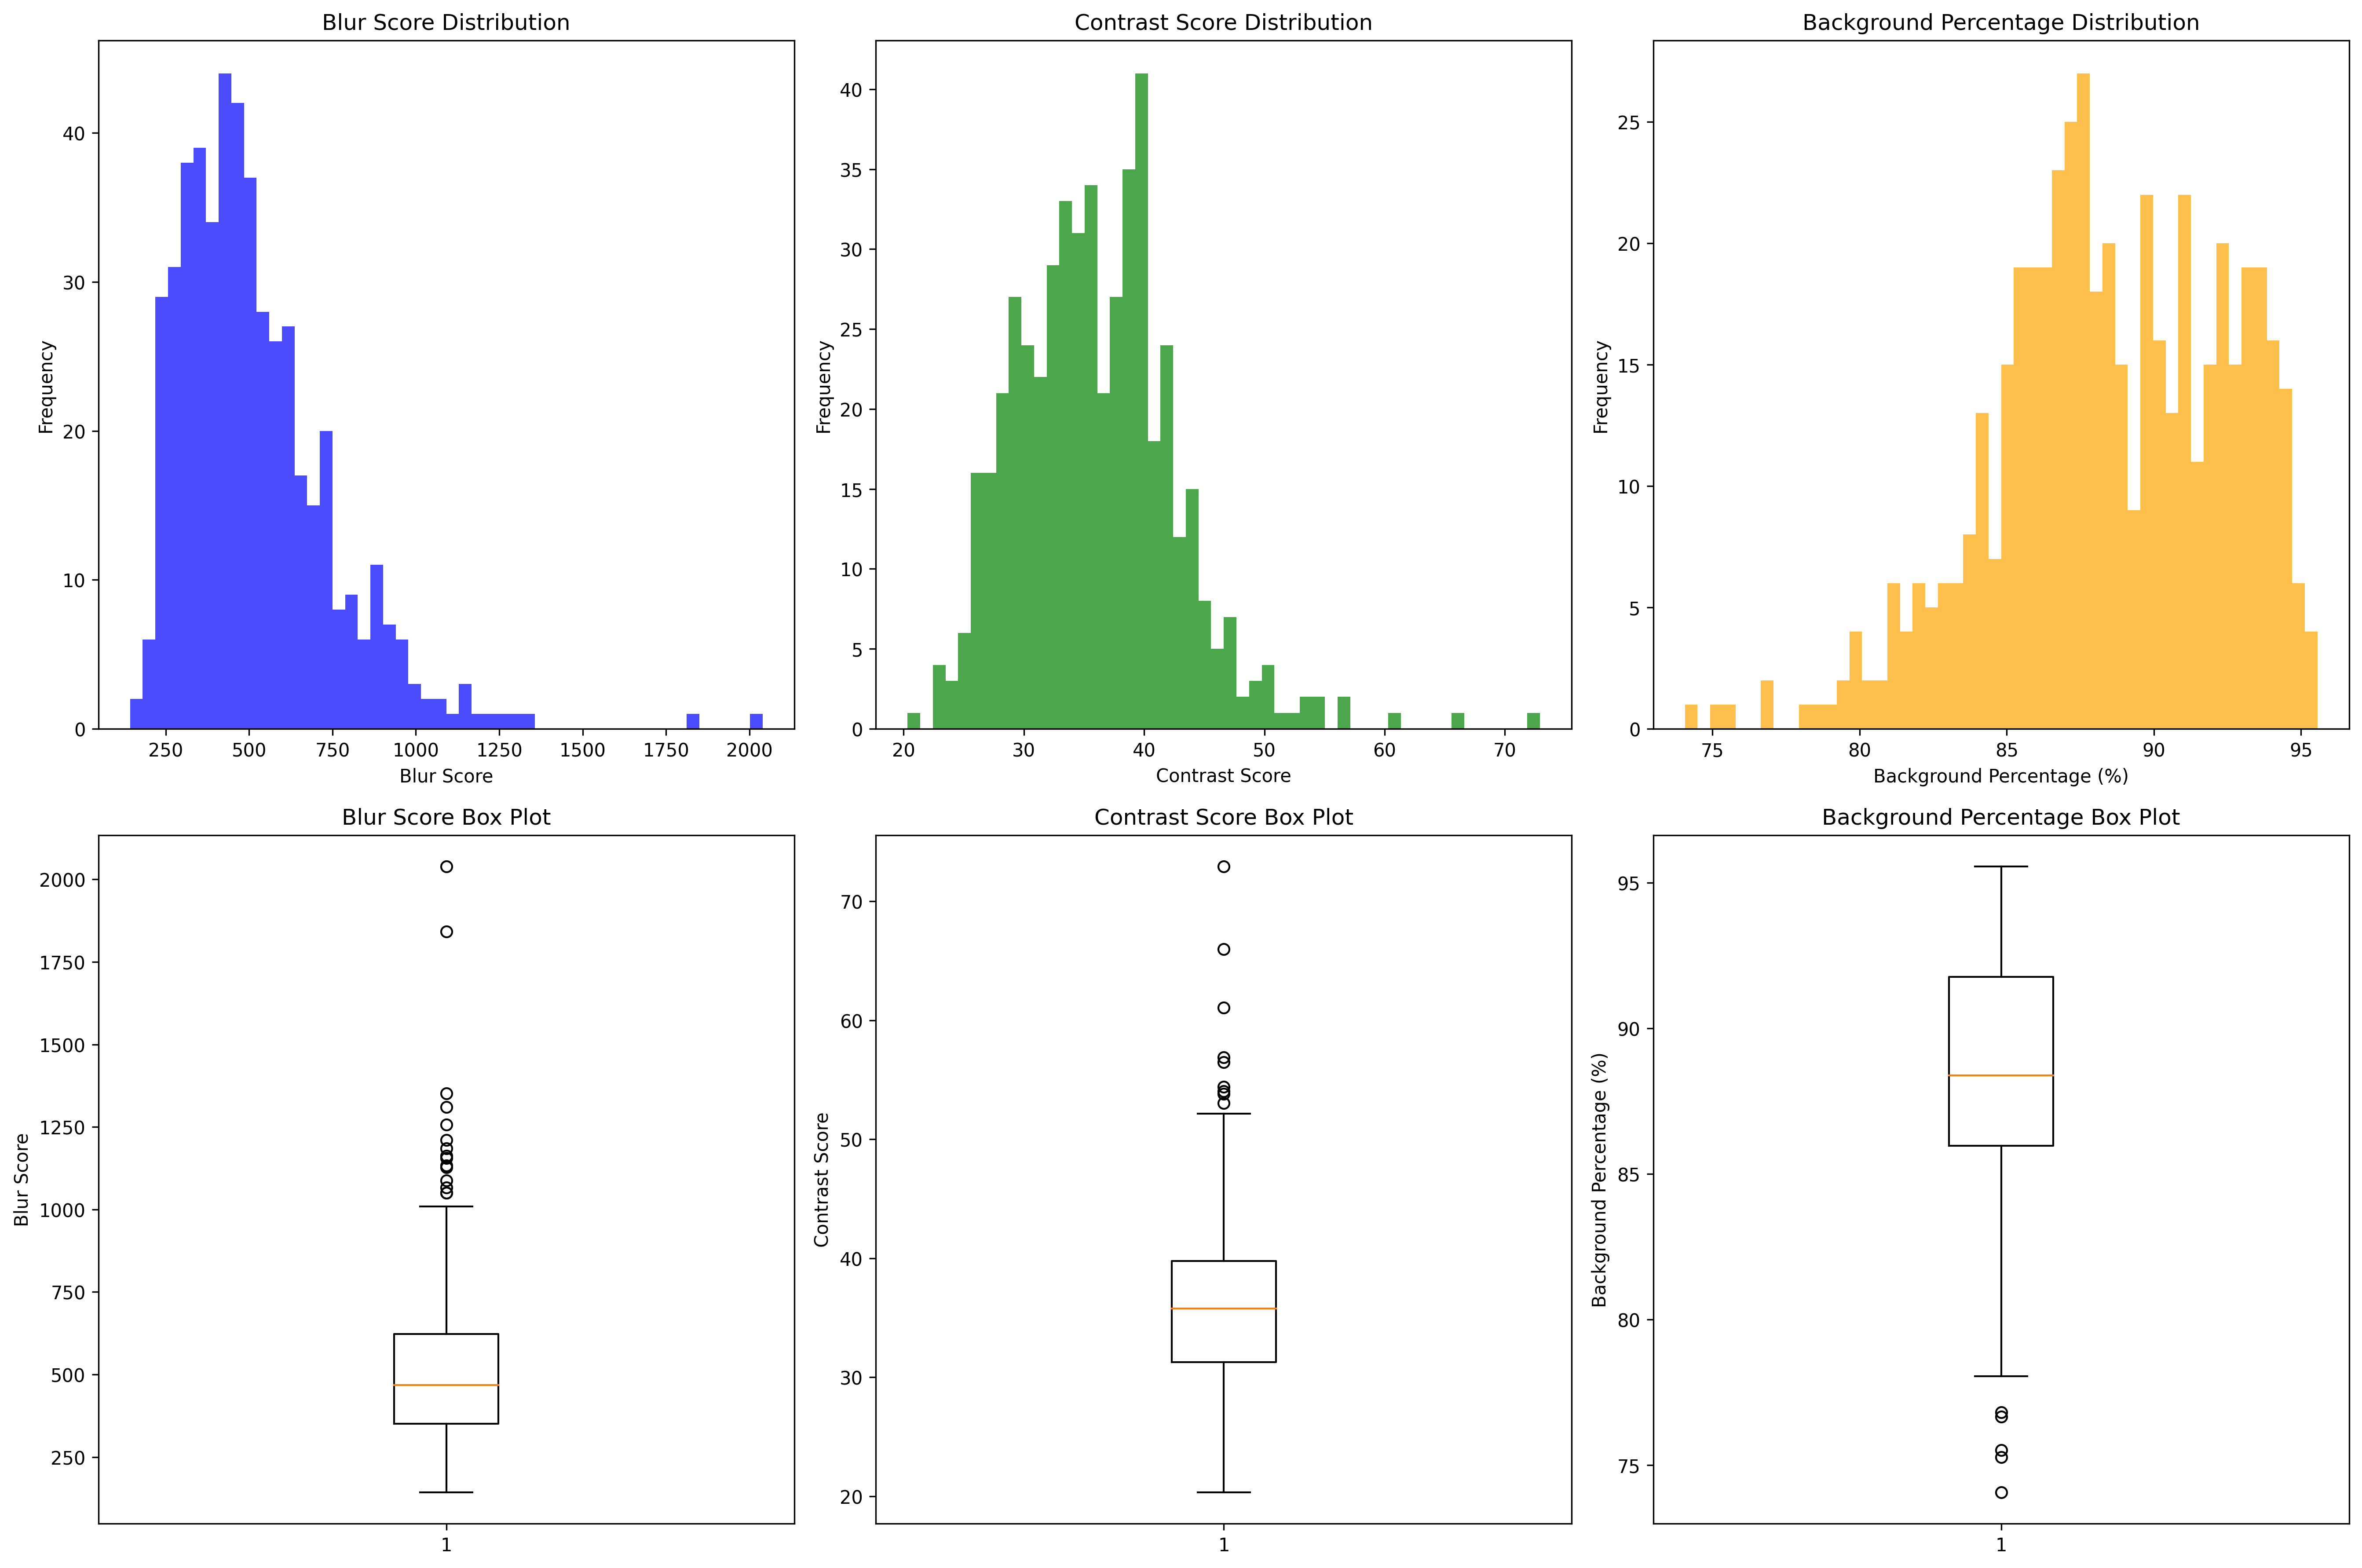 Blur Score Distribution
Frequency
40
30
20
10
0
250 500 750 1000 1250 1500 1750 2000
Blur Score
Contrast Score Distribution
Frequency
40
35
30
25
20
15
10
5
0
20 30 40 50 60 70
Contrast Score
Background Percentage Distribution
Frequency
25
20
15
10
5
0
75 80 85 90 95
Background Percentage (%)
Blur Score Box Plot
Blur Score
2000
1750
1500
1250
1000
750
500
250
1
Contrast Score Box Plot
Contrast Score
70
60
50
40
30
20
1
Background Percentage Box Plot
Background Percentage (%)
95
90
85
80
75
1